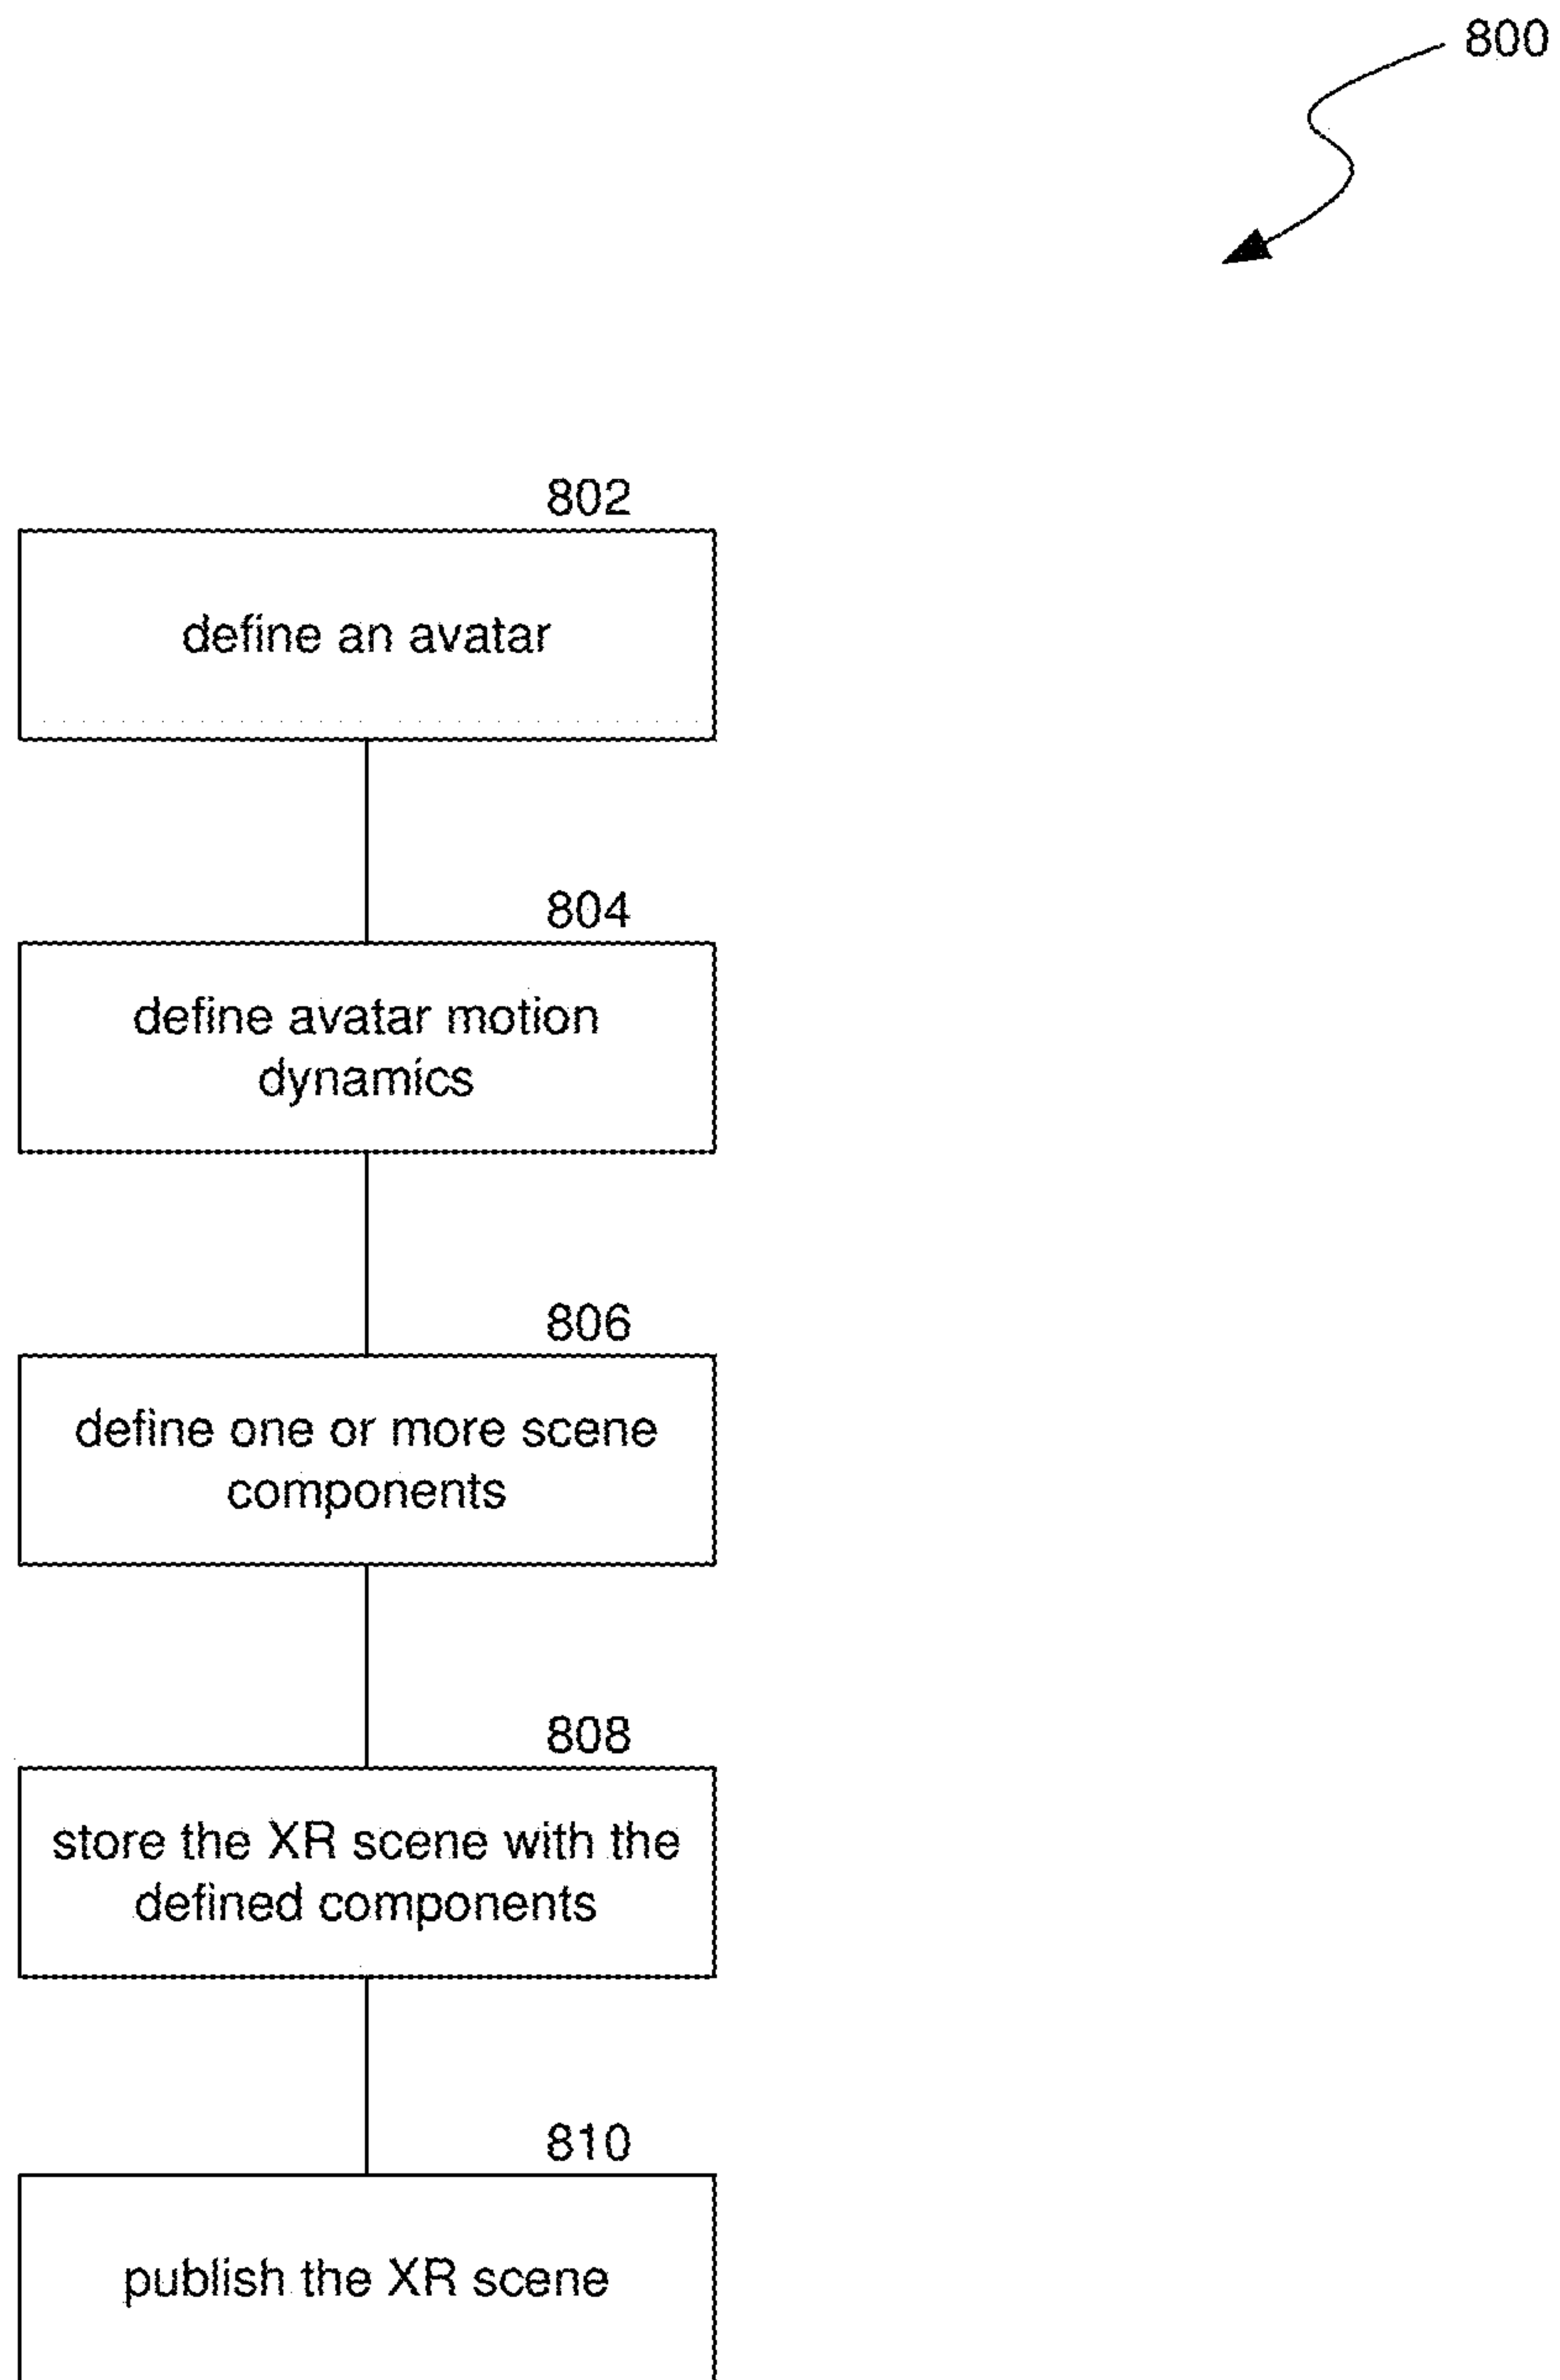 800
802
define an avatar
804
define avatar motion
dynamics
806
define one or more scene
components
808
store the XR scene with the
defined components
810
publish the XR scene